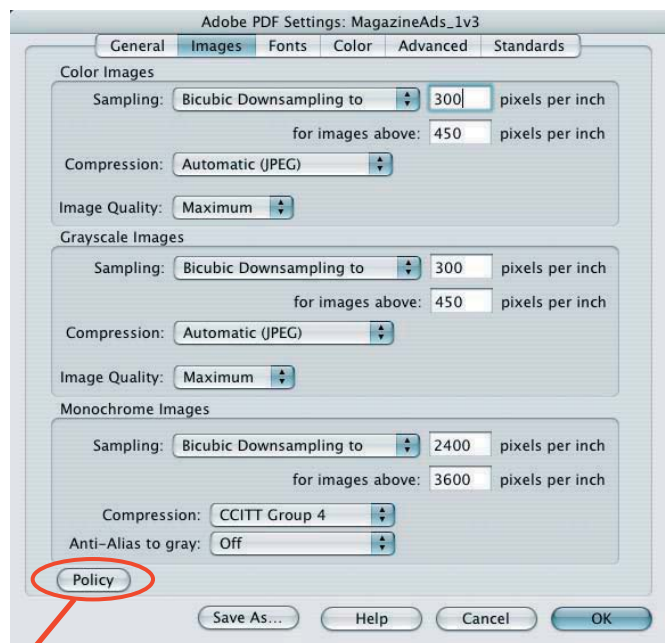 Adobe PDF Settings: MagazineAds_1v3
General Images Fonts Color Advanced Standards
Color Images
Sampling: Bicubic Downsampling to 300 pixels per inch
for images above: 450 pixels per inch
Compression: Automatic (JPEG)
Image Quality: Maximum
Grayscale Images
Sampling: Bicubic Downsampling to 300 pixels per inch
for images above: 450 pixels per inch
Compression: Automatic (JPEG)
Image Quality: Maximum
Monochrome Images
Sampling: Bicubic Downsampling to 2400 pixels per inch
for images above: 3600 pixels per inch
Compression: CCITT Group 4
Anti-Alias to gray: Off
Policy
Save As... Help Cancel OK